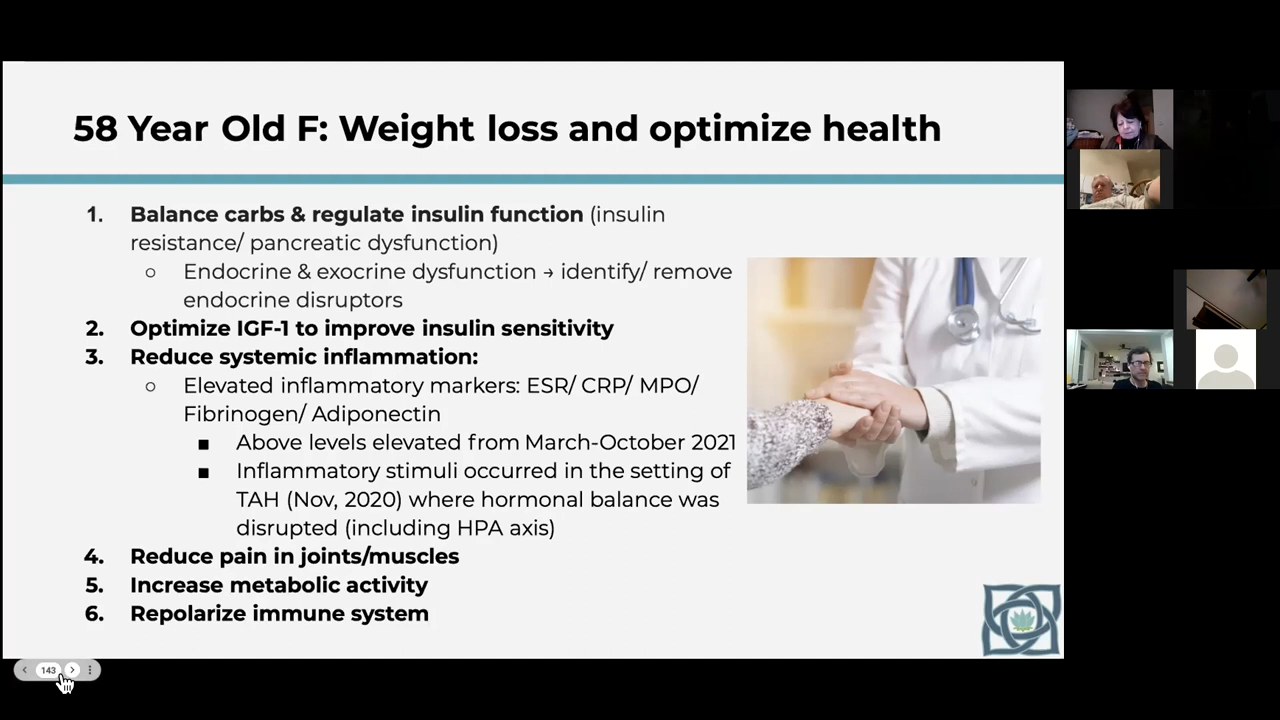 58 Year Old F: Weight loss and optimize health
1. Balance carbs & regulate insulin function (insulin
resistance/ pancreatic dysfunction)
○ Endocrine & exocrine dysfunction → identify/ remove
endocrine disruptors
2. Optimize IGF-1 to improve insulin sensitivity
3. Reduce systemic inflammation:
○ Elevated inflammatory markers: ESR/ CRP/ MPO/
Fibrinogen/ Adiponectin
■ Above levels elevated from March-October 2021
■ Inflammatory stimuli occurred in the setting of
TAH (Nov, 2020) where hormonal balance was
disrupted (including HPA axis)
4. Reduce pain in joints/muscles
5. Increase metabolic activity
6. Repolarize immune system
143